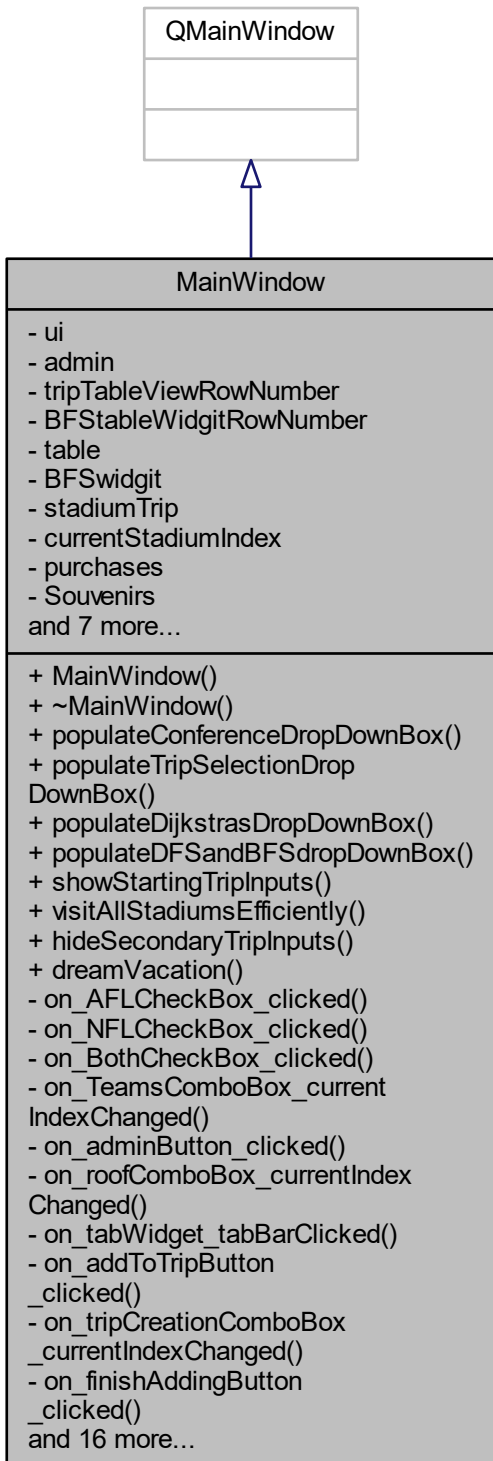 QMainWindow
MainWindow
- ui
- admin
- tripTableViewRowNumber
- BFStableWidgitRowNumber
- table
- BFSwidgit
- stadiumTrip
- currentStadiumIndex
- purchases
- Souvenirs
and 7 more...
+ MainWindow()
+ ~MainWindow()
+ populateConferenceDropDownBox()
+ populateTripSelectionDrop
DownBox()
+ populateDijkstrasDropDownBox()
+ populateDFSandBFSdropDownBox()
+ showStartingTripInputs()
+ visitAllStadiumsEfficiently()
+ hideSecondaryTripInputs()
+ dreamVacation()
- on_AFLCheckBox_clicked()
- on_NFLCheckBox_clicked()
- on_BothCheckBox_clicked()
- on_TeamsComboBox_current
IndexChanged()
- on_adminButton_clicked()
- on_roofComboBox_currentIndex
Changed()
- on_tabWidget_tabBarClicked()
- on_addToTripButton
_clicked()
- on_tripCreationComboBox
_currentIndexChanged()
- on_finishAddingButton
_clicked()
and 16 more...